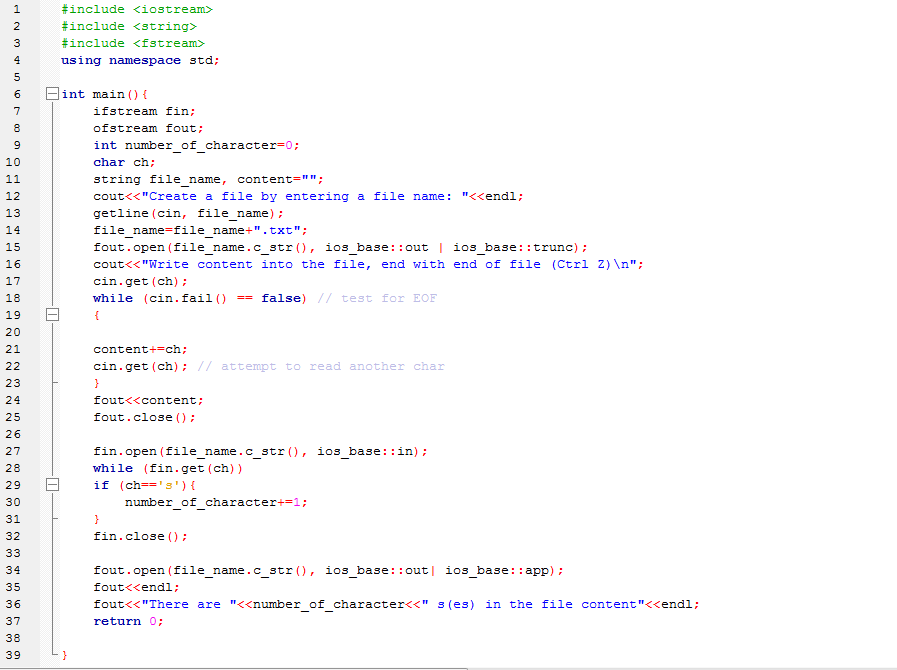 1 #include <iostream>
2 #include <string>
3 #include <fstream>
4 using namespace std;
5
6 int main(){
7 ifstream fin;
8 ofstream fout;
9 int number_of_character=0;
10 char ch;
11 string file_name, content="";
12 cout<<"Create a file by entering a file name: "<<endl;
13 getline(cin, file_name);
14 file_name=file_name+".txt";
15 fout.open(file_name.c_str(), ios_base::out | ios_base::trunc);
16 cout<<"Write content into the file, end with end of file (Ctrl Z)\n";
17 cin.get(ch);
18 while (cin.fail() == false) // test for EOF
19 {
20
21 content+=ch;
22 cin.get(ch); // attempt to read another char
23 }
24 fout<<content;
25 fout.close();
26
27 fin.open(file_name.c_str(), ios_base::in);
28 while (fin.get(ch))
29 if (ch=='s'){
30 number_of_character+=1;
31 }
32 fin.close();
33
34 fout.open(file_name.c_str(), ios_base::out| ios_base::app);
35 fout<<endl;
36 fout<<"There are "<<number_of_character<<" s(es) in the file content"<<endl;
37 return 0;
38
39 }